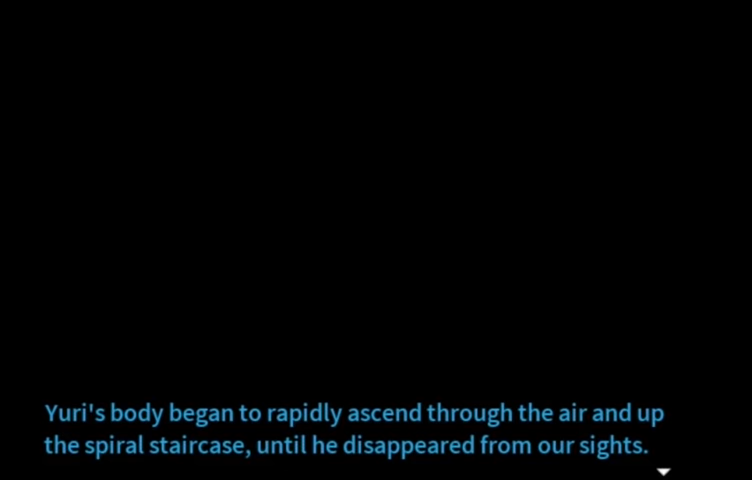 Yuri's body began to rapidly ascend through the air and up
the spiral staircase, until he disappeared from our sights.